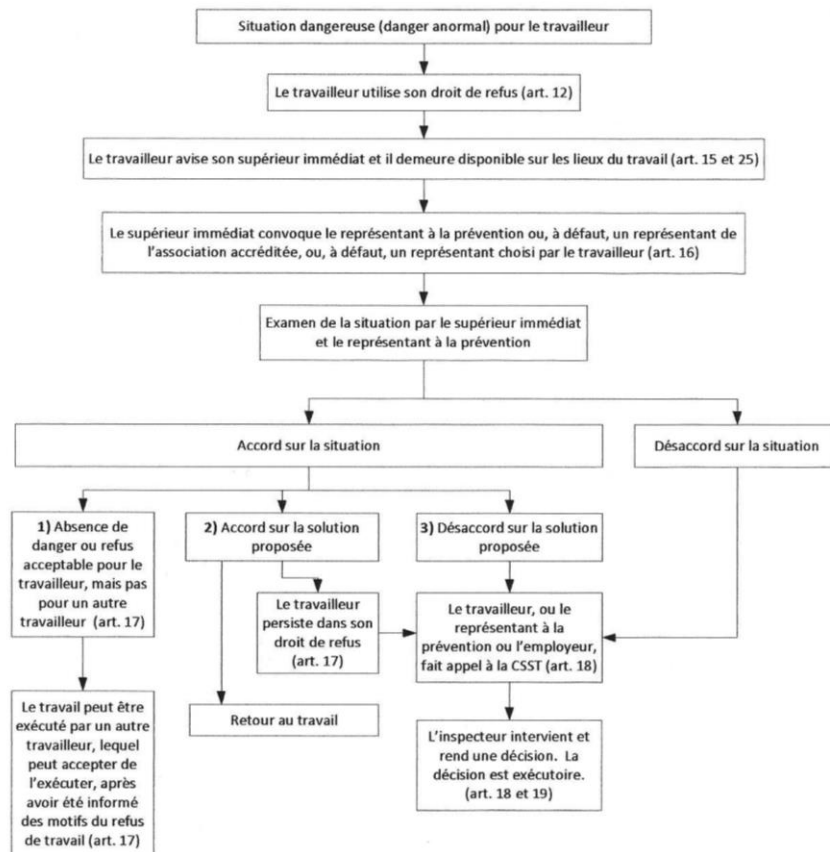 Situation dangereuse (danger anormal) pour le travailleur
Le travailleur utilise son droit de refus (art. 12)
Le travailleur avise son supérieur immédiat et il demeure disponible sur les lieux du travail (art. 15 et 25)
Le supérieur immédiat convoque le représentant à la prévention ou, à défaut, un représentant de
l'association accréditée, ou, à défaut, un représentant choisi par le travailleur (art. 16)
Examen de la situation par le supérieur immédiat
et le représentant à la prévention
Accord sur la situation
Désaccord sur la situation
1) Absence de
danger ou refus
acceptable pour le
travailleur, mais pas
pour un autre
travailleur (art. 17)
2) Accord sur la solution
proposée
3) Désaccord sur la solution
proposée
Le travailleur
persiste dans son
droit de refus
(art. 17)
Le travailleur, ou le
représentant à la
prévention ou l'employeur,
fait appel à la CSST (art. 18)
Le travail peut être
exécuté par un autre
travailleur, lequel
peut accepter de
l'exécuter, après
avoir été informé
des motifs du refus
de travail (art. 17)
Retour au travail
L'inspecteur intervient et
rend une décision. La
décision est exécutoire.
(art. 18 et 19)